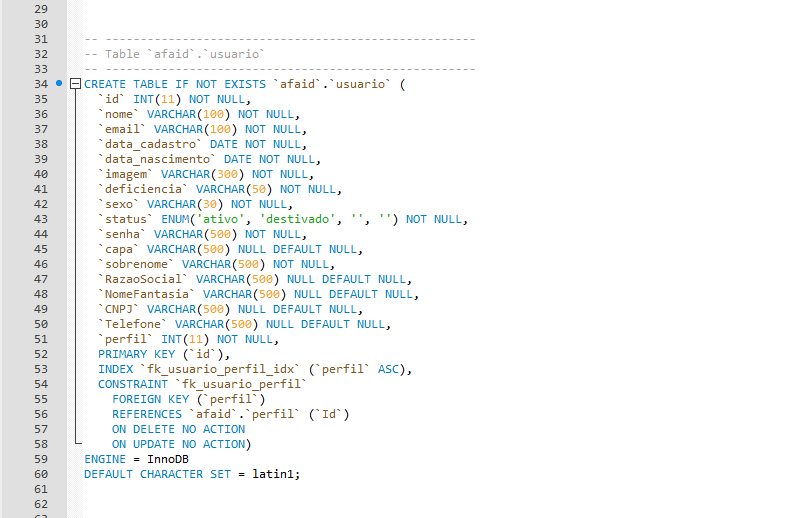 29
30
31 -- -----------------------------------------------------
32 -- Table `afaid`.`usuario`
33 -- -----------------------------------------------------
34 CREATE TABLE IF NOT EXISTS `afaid`.`usuario` (
35 `id` INT(11) NOT NULL,
36 `nome` VARCHAR(100) NOT NULL,
37 `email` VARCHAR(100) NOT NULL,
38 `data_cadastro` DATE NOT NULL,
39 `data_nascimento` DATE NOT NULL,
40 `imagem` VARCHAR(300) NOT NULL,
41 `deficiencia` VARCHAR(50) NOT NULL,
42 `sexo` VARCHAR(30) NOT NULL,
43 `status` ENUM('ativo', 'destivado', '', '') NOT NULL,
44 `senha` VARCHAR(500) NOT NULL,
45 `capa` VARCHAR(500) NULL DEFAULT NULL,
46 `sobrenome` VARCHAR(500) NOT NULL,
47 `RazaoSocial` VARCHAR(500) NULL DEFAULT NULL,
48 `NomeFantasia` VARCHAR(500) NULL DEFAULT NULL,
49 `CNPJ` VARCHAR(500) NULL DEFAULT NULL,
50 `Telefone` VARCHAR(500) NULL DEFAULT NULL,
51 `perfil` INT(11) NOT NULL,
52 PRIMARY KEY (`id`),
53 INDEX `fk_usuario_perfil_idx` (`perfil` ASC),
54 CONSTRAINT `fk_usuario_perfil`
55 FOREIGN KEY (`perfil`)
56 REFERENCES `afaid`.`perfil` (`Id`)
57 ON DELETE NO ACTION
58 ON UPDATE NO ACTION)
59 ENGINE = InnoDB
60 DEFAULT CHARACTER SET = latin1;
61
62